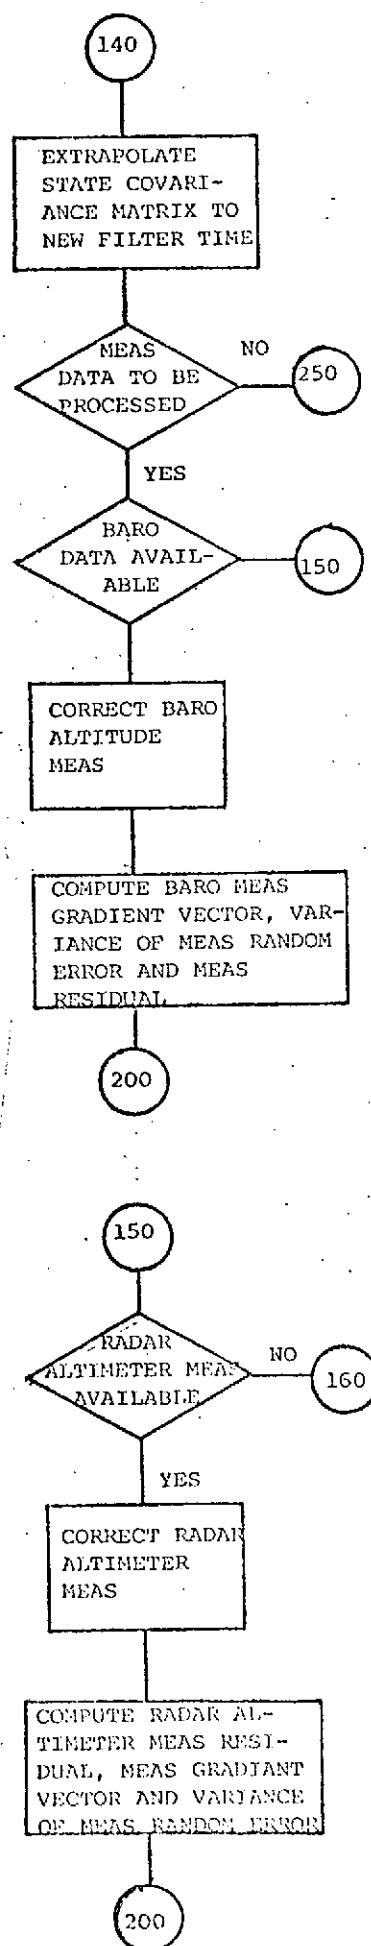 140
EXTRAPOLATE
STATE COVARI-
ANCE MATRIX TO
NEW FILTER TIME
MEAS
DATA TO BE
PROCESSED
NO
250
YES
BARO
DATA AVAIL-
ABLE
150
CORRECT BARO
ALTITUDE
MEAS
COMPUTE BARO MEAS
GRADIENT VECTOR, VAR-
IANCE OF MEAS RANDOM
ERROR AND MEAS
RESIDUAL
200
150
RADAR
ALTIMETER MEAS
AVAILABLE
NO
160
YES
CORRECT RADAR
ALTIMETER
MEAS
COMPUTE RADAR AL-
TIMETER MEAS RESI-
DUAL, MEAS GRADIANT
VECTOR AND VARIANCE
OF MEAS RANDOM ERROR
200